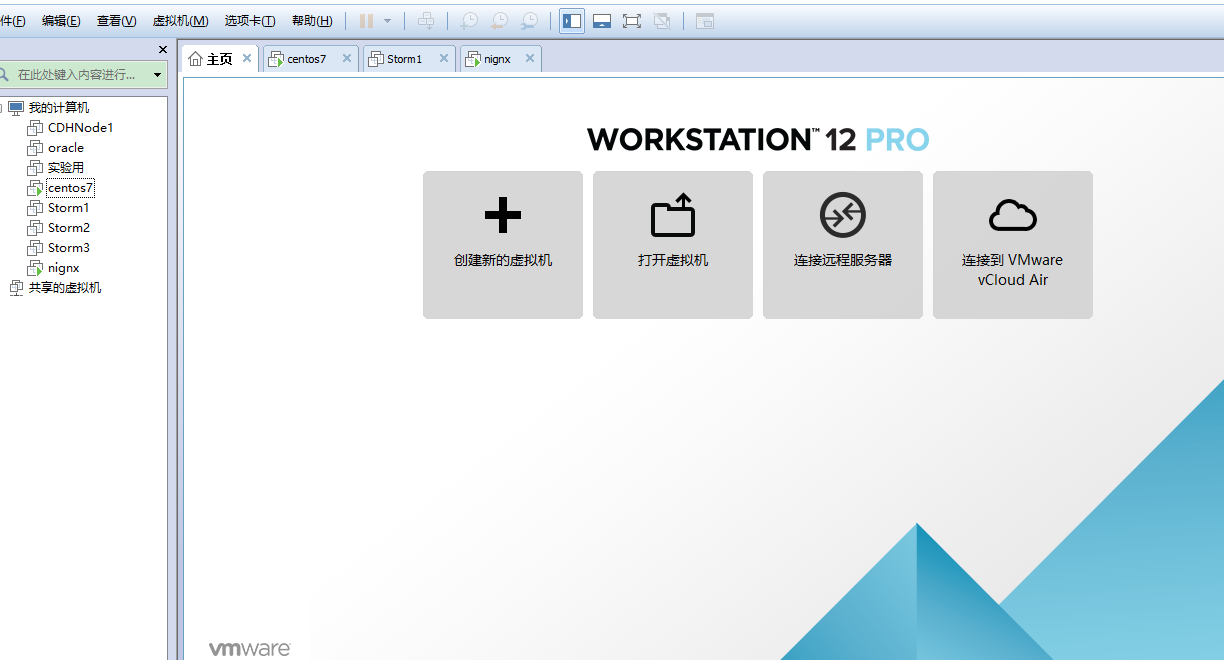 件(F) 编辑(E) 查看(V) 虚拟机(M) 选项卡(T) 帮助(H)
在此处键入内容进行...
主页 centos7 Storm1 nignx
我的计算机
CDHNode1
oracle
实验用
centos7
Storm1
Storm2
Storm3
nignx
共享的虚拟机
WORKSTATION™ 12 PRO
创建新的虚拟机
打开虚拟机
连接远程服务器
连接到 VMware
vCloud Air
vmware